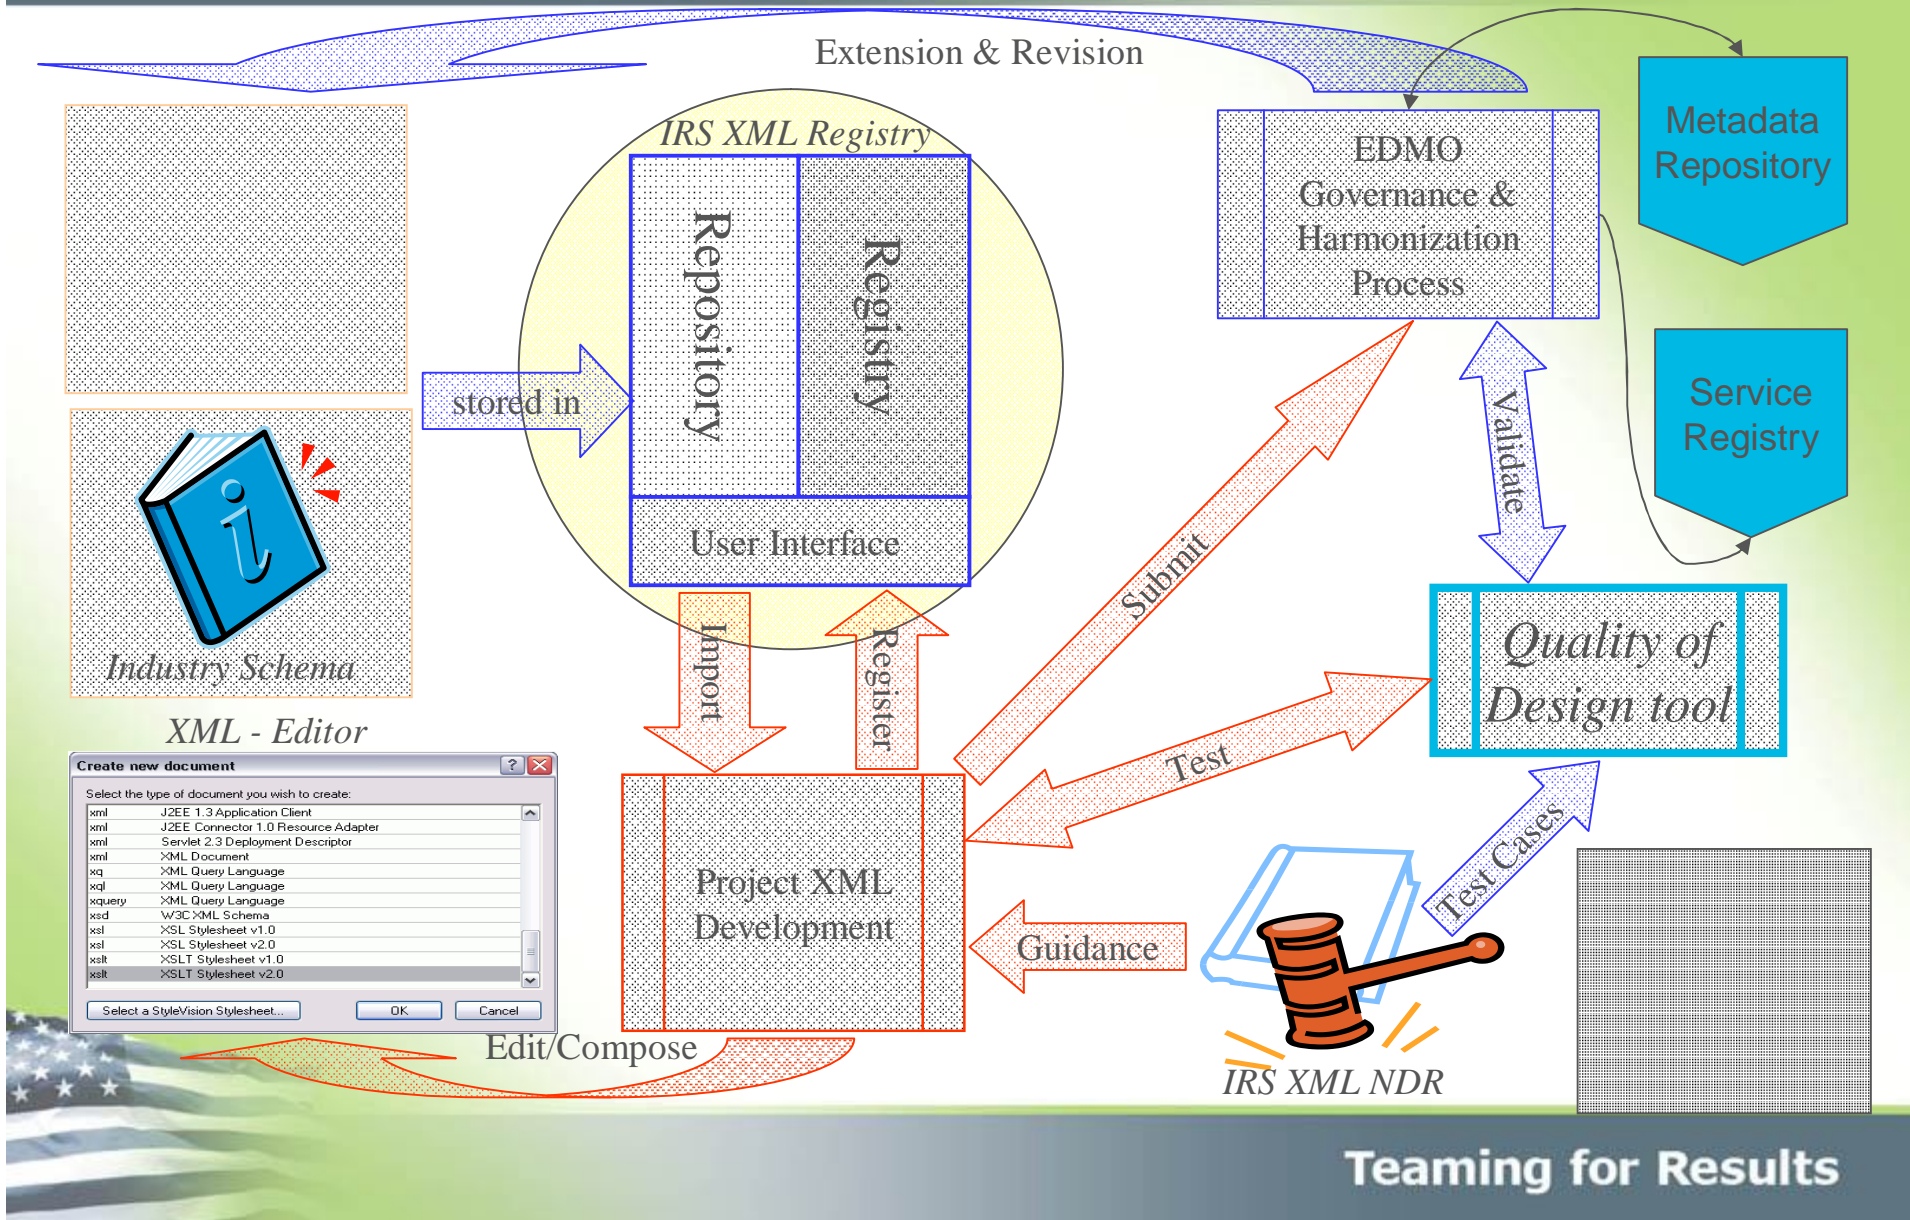 Extension & Revision
IRS XML Registry
Repository
Registry
User Interface
EDMO
Governance &
Harmonization
Process
Metadata
Repository
Service
Registry
stored in
Industry Schema
Validate
Submit
Import
Register
Quality of
Design tool
Test
Test Cases
XML - Editor
Create new document
Select the type of document you wish to create:
xml J2EE 1.3 Application Client
xml J2EE Connector 1.0 Resource Adapter
xml Servlet 2.3 Deployment Descriptor
xml XML Document
xq XML Query Language
xql XML Query Language
xquery XML Query Language
xsd W3C XML Schema
xsl XSL Stylesheet v1.0
xsl XSL Stylesheet v2.0
xslt XSLT Stylesheet v1.0
xslt XSLT Stylesheet v2.0
Select a StyleVision Stylesheet... OK Cancel
Project XML
Development
Guidance
Edit/Compose
IRS XML NDR
Teaming for Results